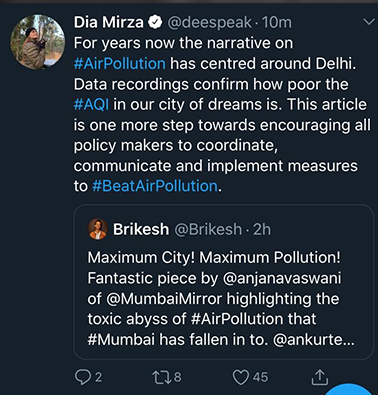 Dia Mirza @deespeak · 10m
For years now the narrative on
#AirPollution has centred around Delhi.
Data recordings confirm how poor the
#AQI in our city of dreams is. This article
is one more step towards encouraging all
policy makers to coordinate,
communicate and implement measures
to #BeatAirPollution.
Brikesh @Brikesh · 2h
Maximum City! Maximum Pollution!
Fantastic piece by @anjanavaswani
of @MumbaiMirror highlighting the
toxic abyss of #AirPollution that
#Mumbai has fallen in to. @ankurte...
2 8 45